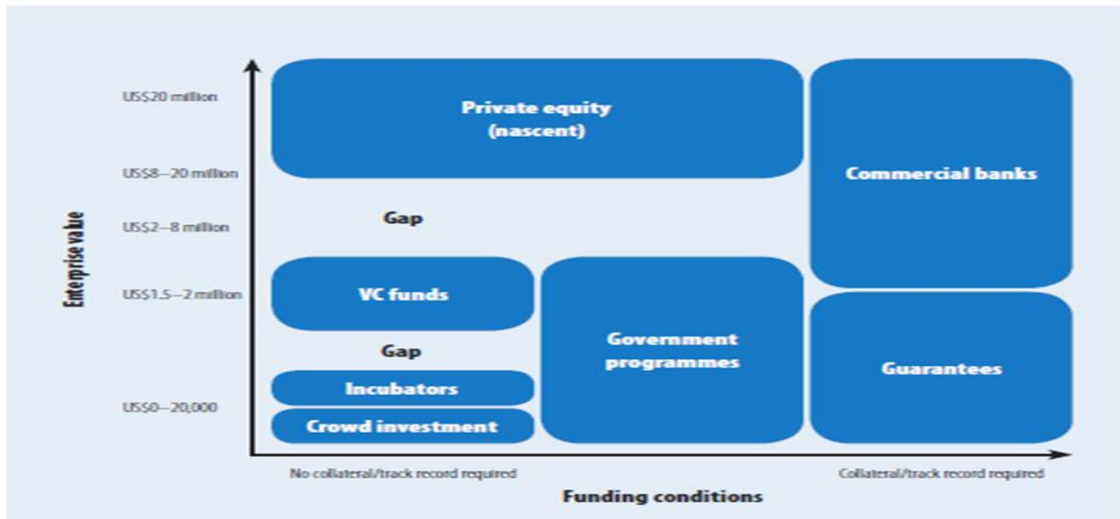 US$20 million
Private equity
(nascent)
US$8–20 million
Commercial banks
Gap
US$2–8 million
Enterprise value
US$1.5–2 million
VC funds
Government
programmes
Gap
Guarantees
Incubators
US$0–20,000
Crowd investment
No collateral/track record required
Collateral/track record required
Funding conditions